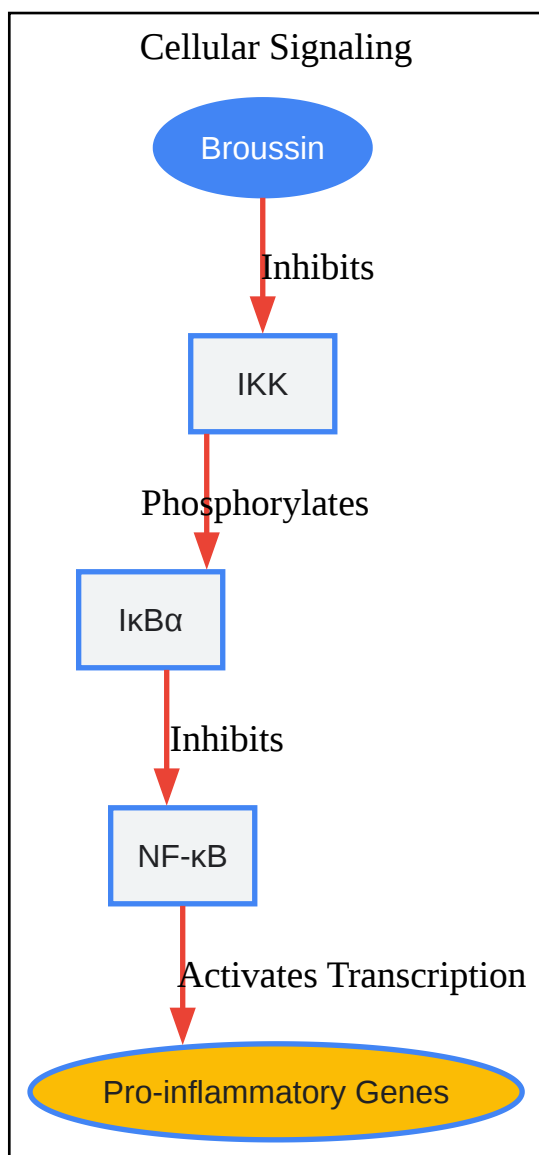 Cellular Signaling
Broussin
Inhibits
IKK
Phosphorylates
IκBα
Inhibits
NF-κB
Activates Transcription
Pro-inflammatory Genes